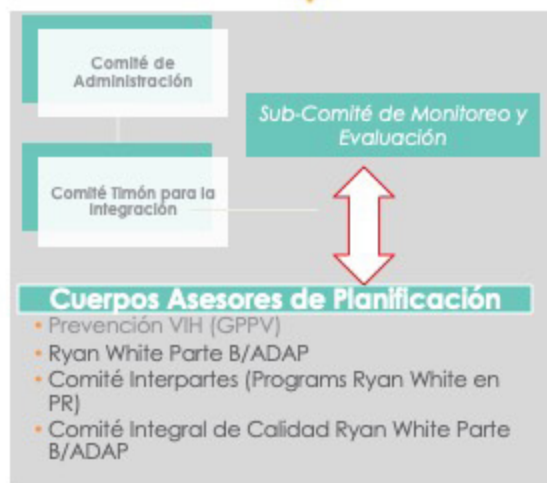 Comité de
Administración
Sub-Comité de Monitoreo y
Evaluación
Comité Timón para la
Integración
Cuerpos Asesores de Planificación
• Prevención VIH (GPPV)
• Ryan White Parte B/ADAP
• Comité Interpartes (Programs Ryan White en
PR)
• Comité Integral de Calidad Ryan White Parte
B/ADAP